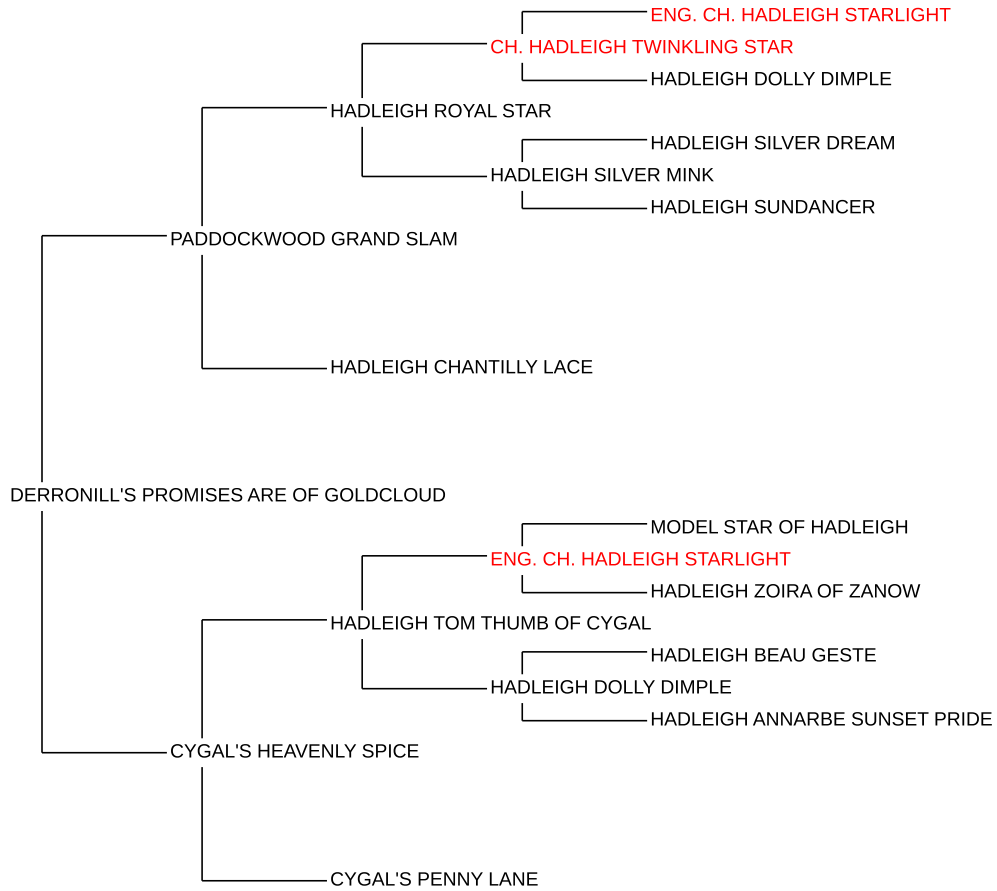 ENG. CH. HADLEIGH STARLIGHT
CH. HADLEIGH TWINKLING STAR
HADLEIGH DOLLY DIMPLE
HADLEIGH ROYAL STAR
HADLEIGH SILVER DREAM
HADLEIGH SILVER MINK
HADLEIGH SUNDANCER
PADDOCKWOOD GRAND SLAM
HADLEIGH CHANTILLY LACE
DERRONILL'S PROMISES ARE OF GOLDCLOUD
MODEL STAR OF HADLEIGH
ENG. CH. HADLEIGH STARLIGHT
HADLEIGH ZOIRA OF ZANOW
HADLEIGH TOM THUMB OF CYGAL
HADLEIGH BEAU GESTE
HADLEIGH DOLLY DIMPLE
HADLEIGH ANNARBE SUNSET PRIDE
CYGAL'S HEAVENLY SPICE
CYGAL'S PENNY LANE